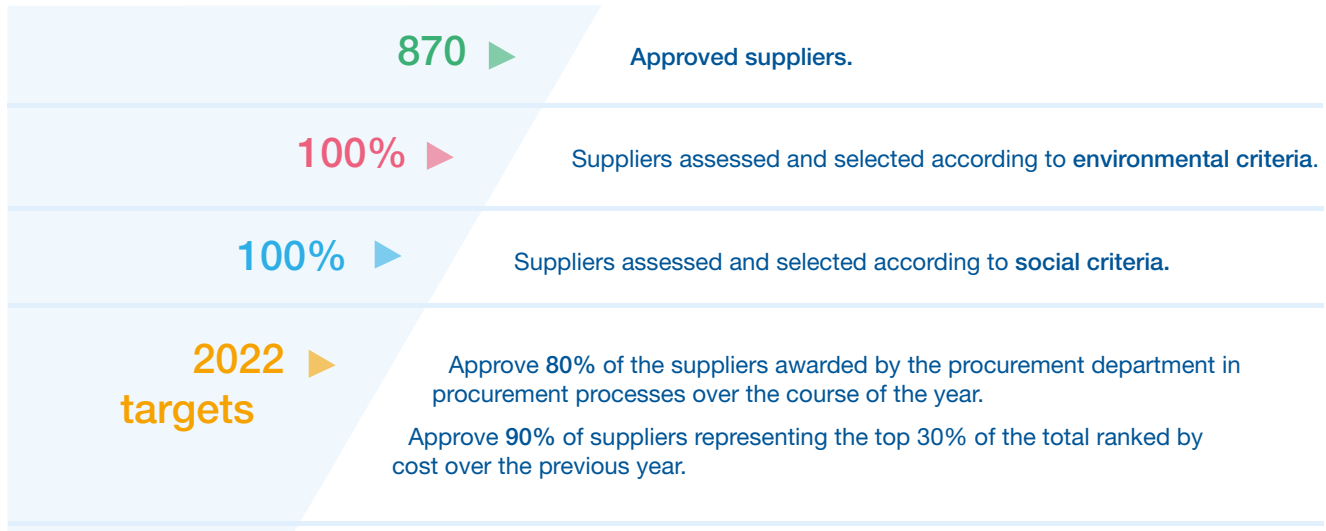 870
Approved suppliers.
100%
Suppliers assessed and selected according to environmental criteria.
100%
Suppliers assessed and selected according to social criteria.
2022
targets
Approve 80% of the suppliers awarded by the procurement department in
procurement processes over the course of the year.
Approve 90% of suppliers representing the top 30% of the total ranked by
cost over the previous year.